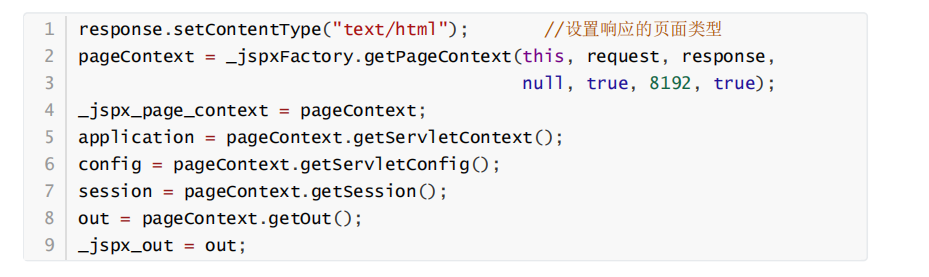 1 response.setContentType("text/html");       //设置响应的页面类型
2 pageContext = _jspxFactory.getPageContext(this, request, response,
3                                           null, true, 8192, true);
4 _jspx_page_context = pageContext;
5 application = pageContext.getServletContext();
6 config = pageContext.getServletConfig();
7 session = pageContext.getSession();
8 out = pageContext.getOut();
9 _jspx_out = out;